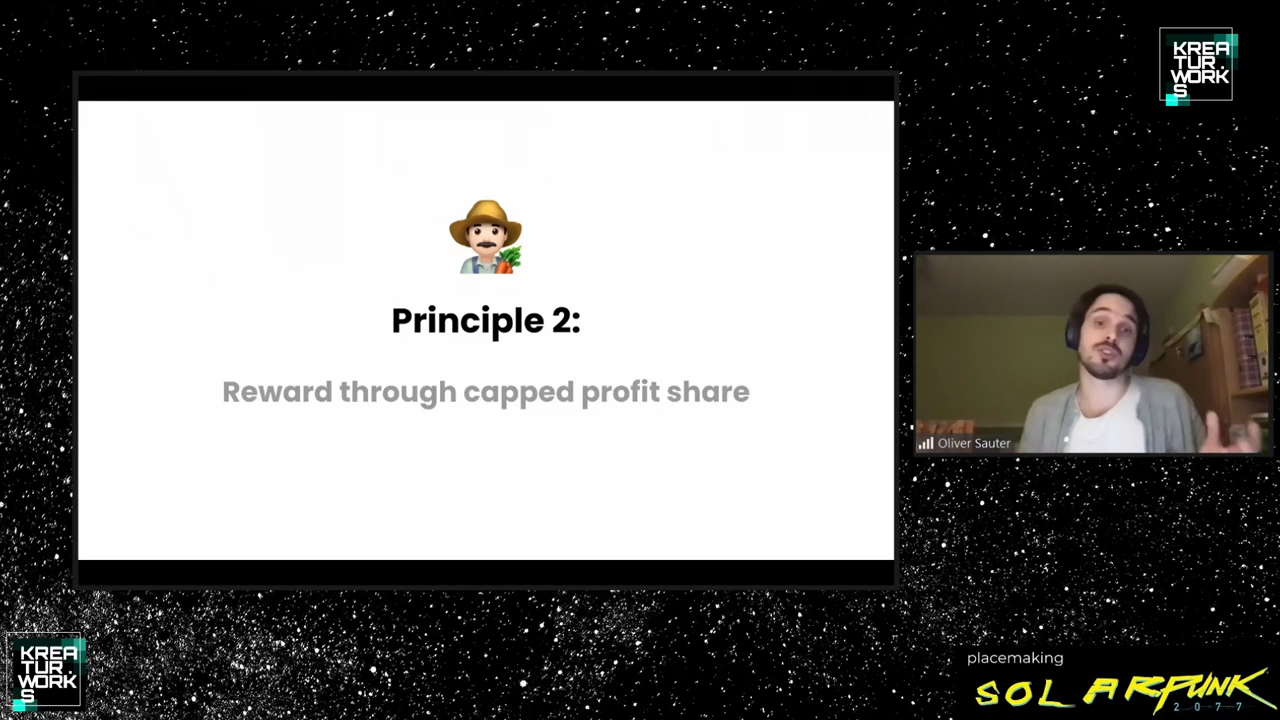 KREA
TUR.
WORK
S
Principle 2:
Reward through capped profit share
Oliver Sauter
KREA
TUR.
WORK
S
placemaking
SOLARPUNK
2077